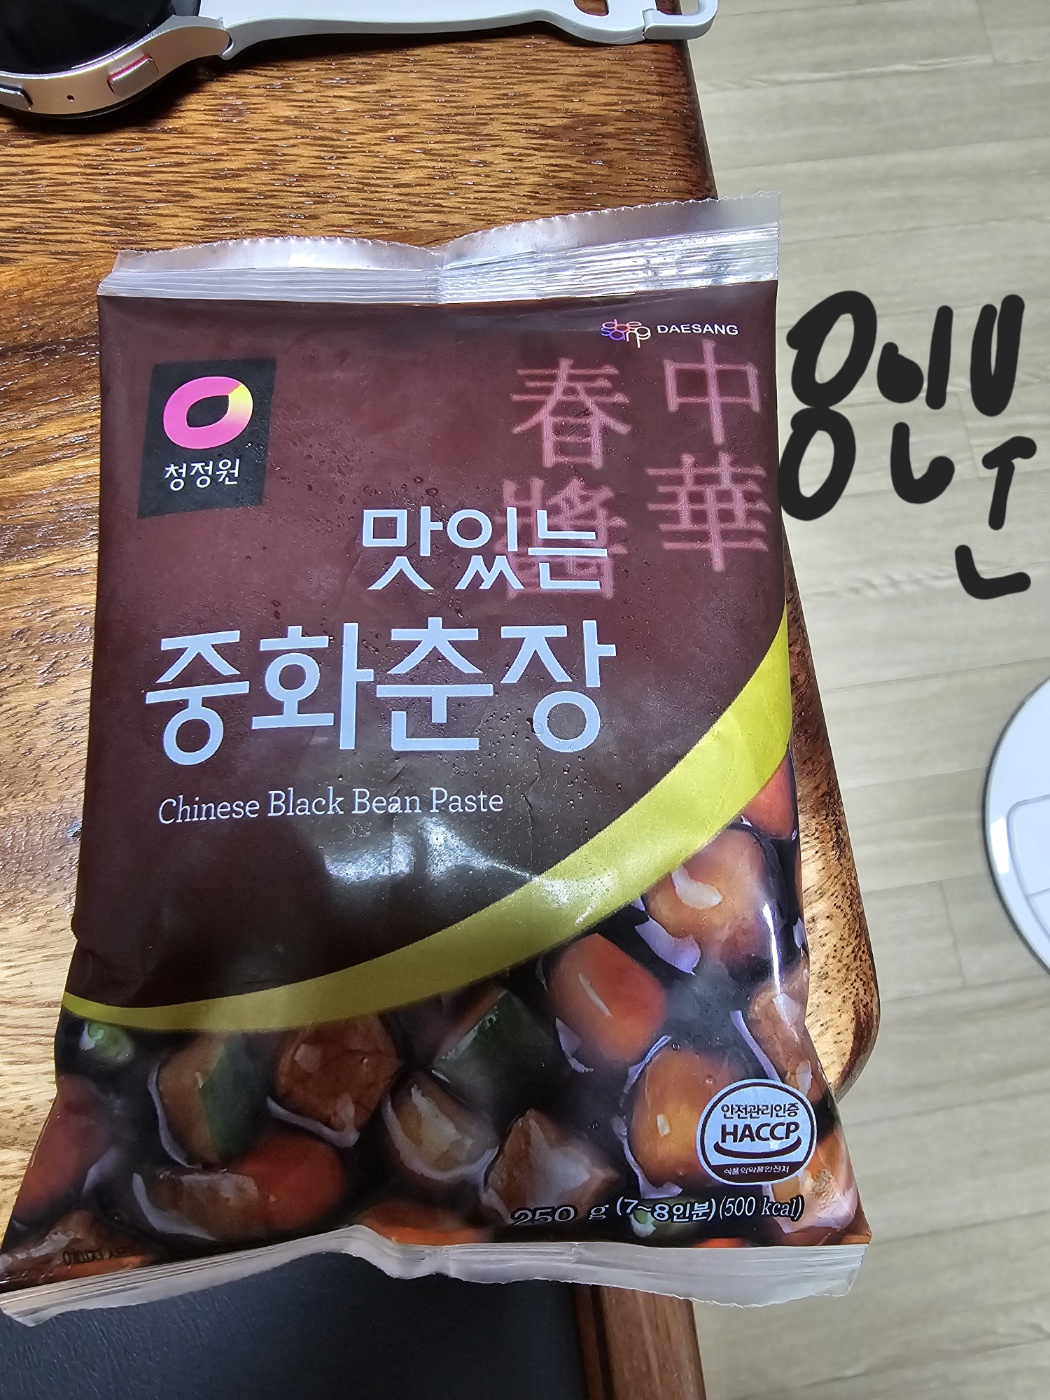 DAESANG
청정원
中華
春醬
맛있는
중화춘장
Chinese Black Bean Paste
안전관리인증
HACCP
식품의약품안전처
250 g (7~8인분) (500 kcal)